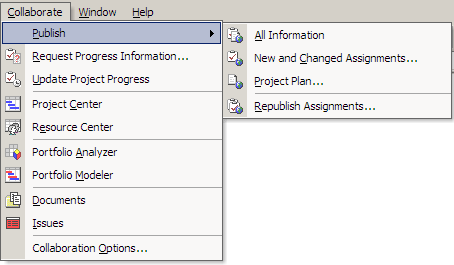 Collaborate Window Help
Publish
Request Progress Information...
Update Project Progress
Project Center
Resource Center
Portfolio Analyzer
Portfolio Modeler
Documents
Issues
Collaboration Options...
All Information
New and Changed Assignments...
Project Plan...
Republish Assignments...